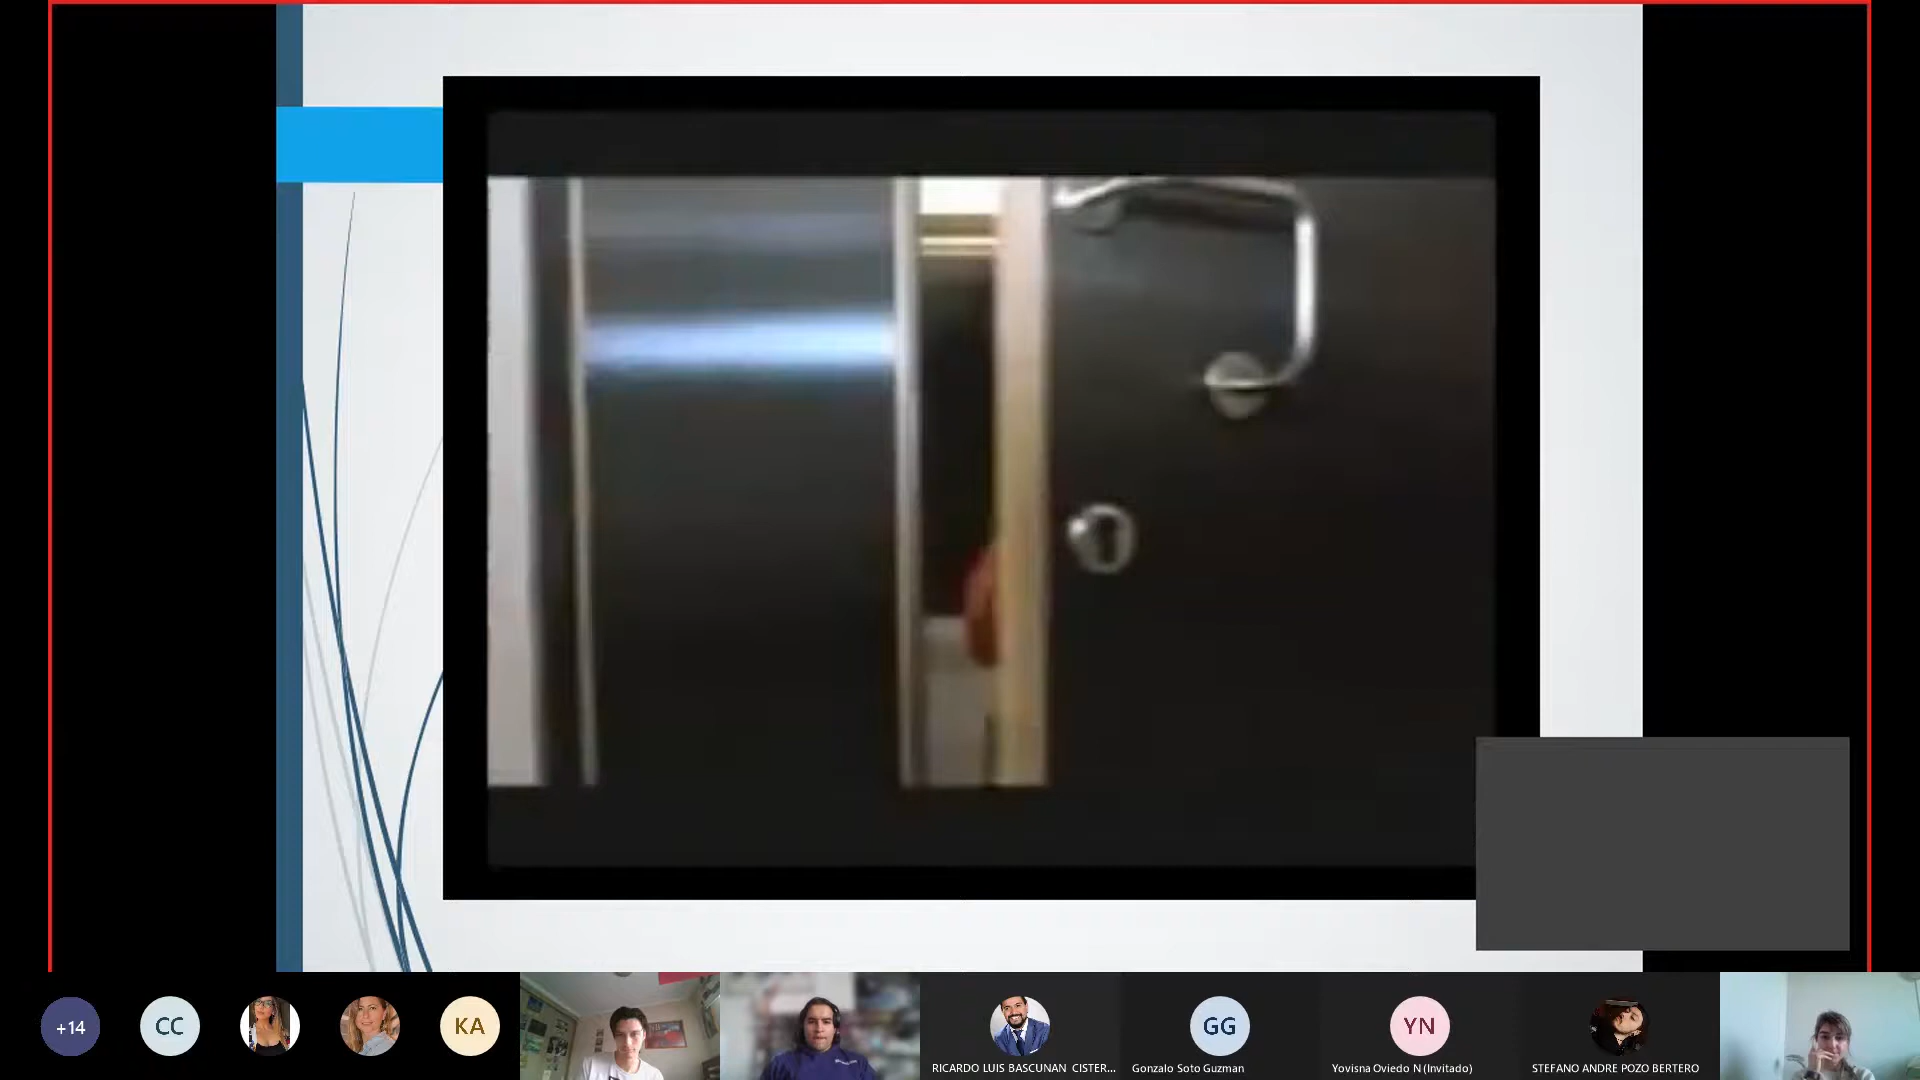 +14
CC
KA
RICARDO LUIS BASCUNAN CISTER...
GG
Gonzalo Soto Guzman
YN
Yovisna Oviedo N (Invitado)
STEFANO ANDRE POZO BERTERO